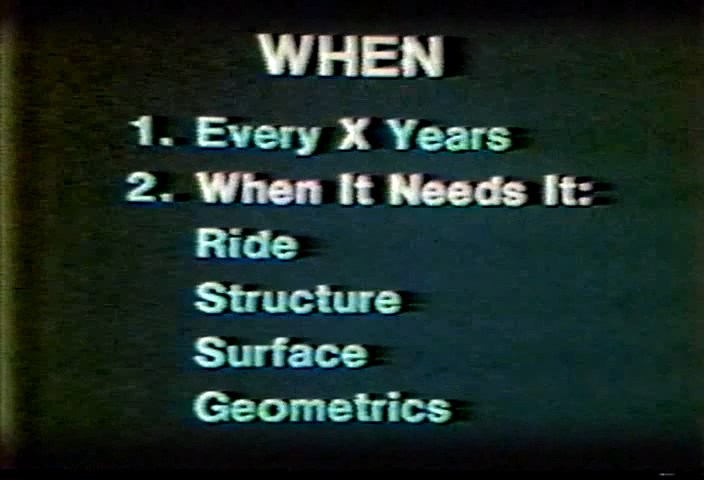 WHEN
1. Every X Years
2. When It Needs It:
Ride
Structure
Surface
Geometrics